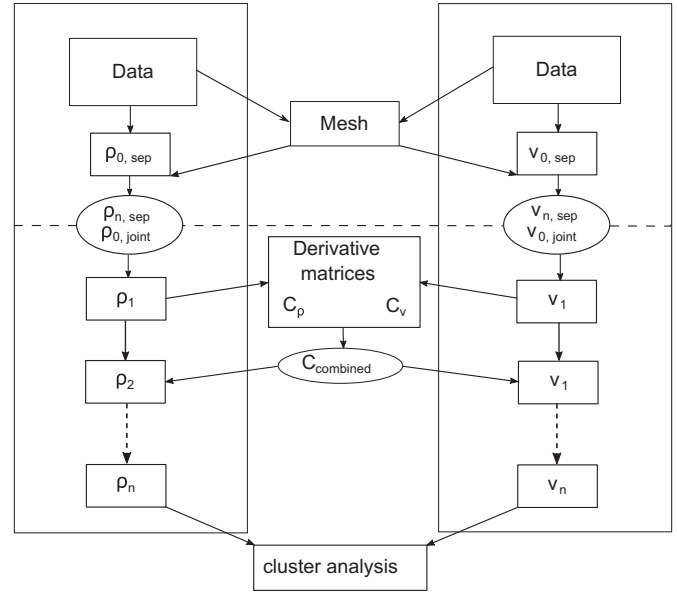 Data
Data
Mesh
ρ0, sep
v0, sep
ρn, sep
ρ0, joint
vn, sep
v0, joint
Derivative
matrices
Cρ
Cv
ρ1
v1
Ccombined
ρ2
v1
ρn
vn
cluster analysis